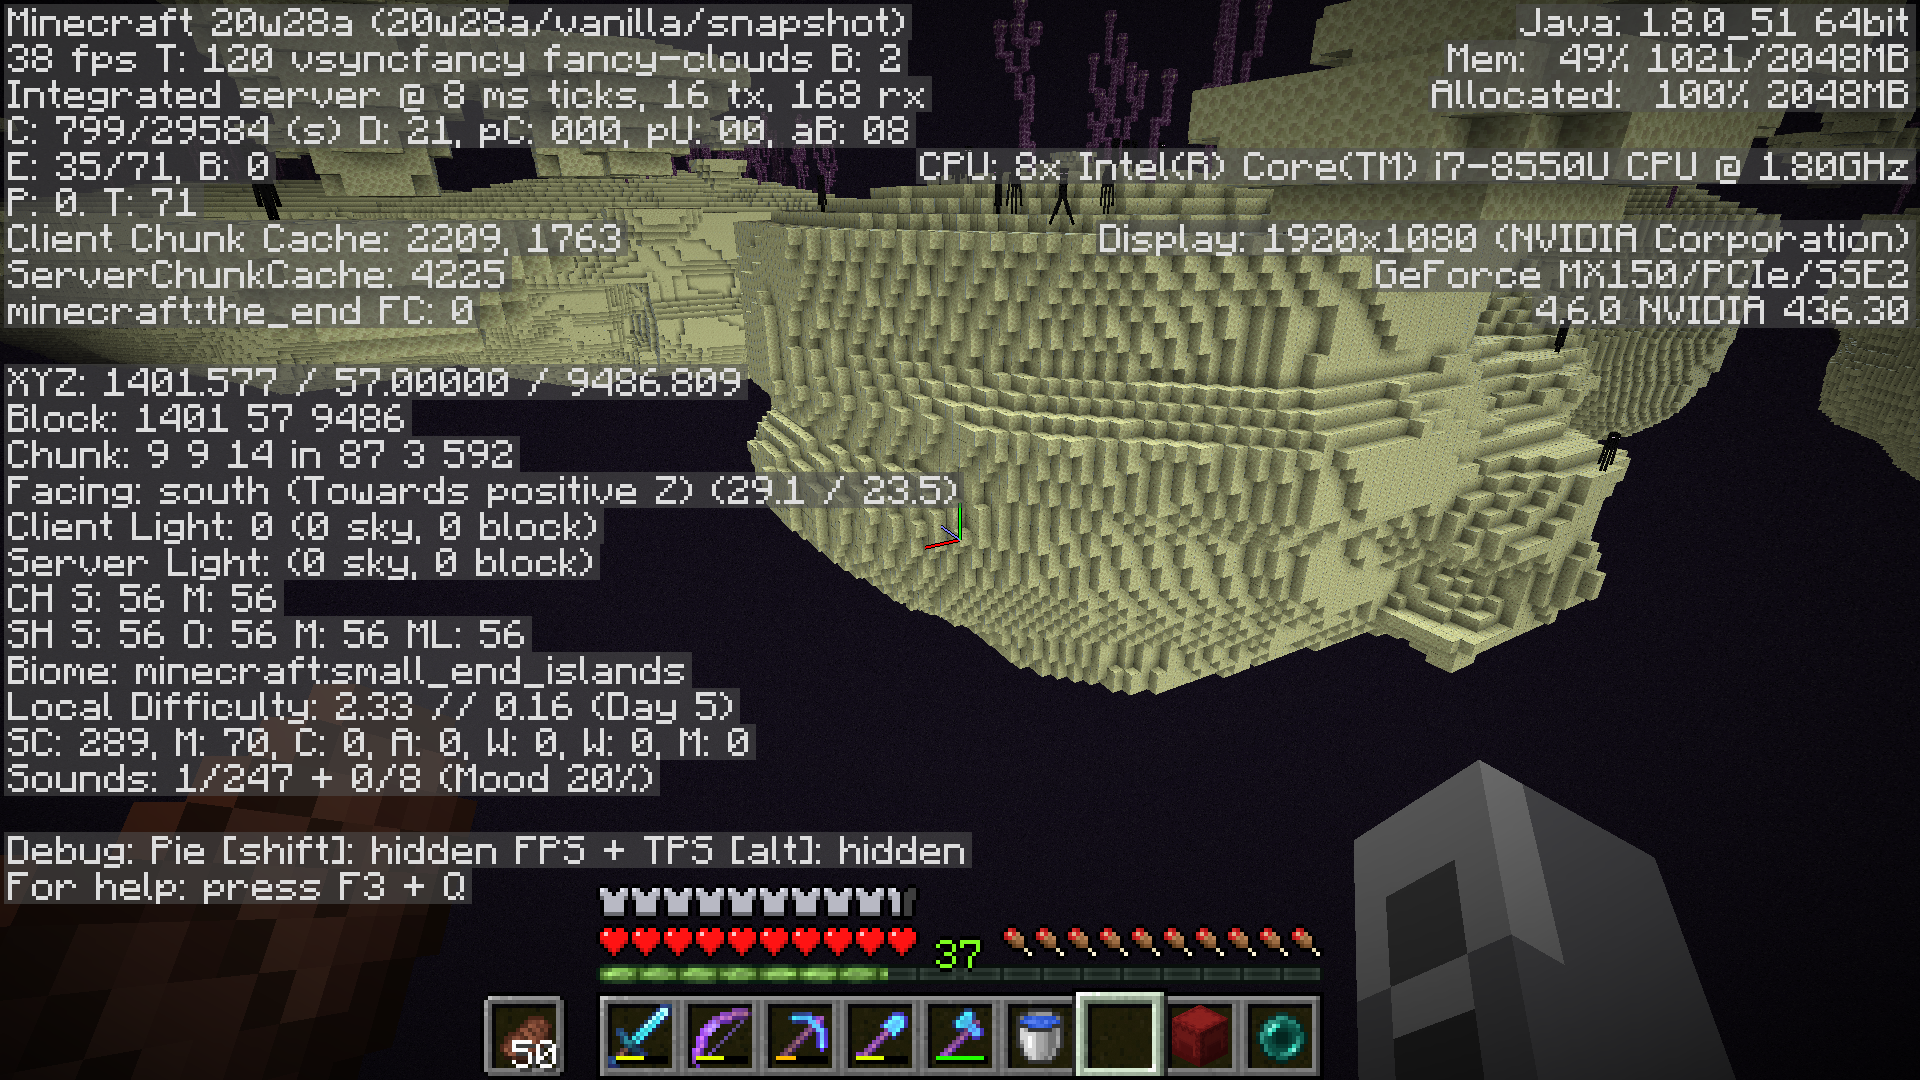 Minecraft 20w28a (20w28a/vanilla/snapshot)
38 fps T: 120 vsyncfancy fancy-clouds B: 2
Integrated server @ 8 ms ticks, 16 tx, 168 rx
C: 799/29584 (s) D: 21, pC: 000, pU: 00, aB: 08
E: 35/71, B: 0
P: 0. T: 71
Client Chunk Cache: 2209, 1763
ServerChunkCache: 4225
minecraft:the_end FC: 0
XYZ: 1401.577 / 57.00000 / 9486.809
Block: 1401 57 9486
Chunk: 9 9 14 in 87 3 592
Facing: south (Towards positive Z) (29.1 / 23.5)
Client Light: 0 (0 sky, 0 block)
Server Light: (0 sky, 0 block)
CH S: 56 M: 56
SH S: 56 O: 56 M: 56 ML: 56
Biome: minecraft:small_end_islands
Local Difficulty: 2.33 // 0.16 (Day 5)
SC: 289, M: 70, C: 0, A: 0, W: 0, W: 0, M: 0
Sounds: 1/247 + 0/8 (Mood 20%)
Debug: Pie [shift]: hidden FPS + TPS [alt]: hidden
For help: press F3 + Q
Java: 1.8.0_51 64bit
Mem: 49% 1021/2048MB
Allocated: 100% 2048MB
CPU: 8x Intel(R) Core(TM) i7-8550U CPU @ 1.80GHz
Display: 1920x1080 (NVIDIA Corporation)
GeForce MX150/PCIe/SSE2
4.6.0 NVIDIA 436.30
37
50